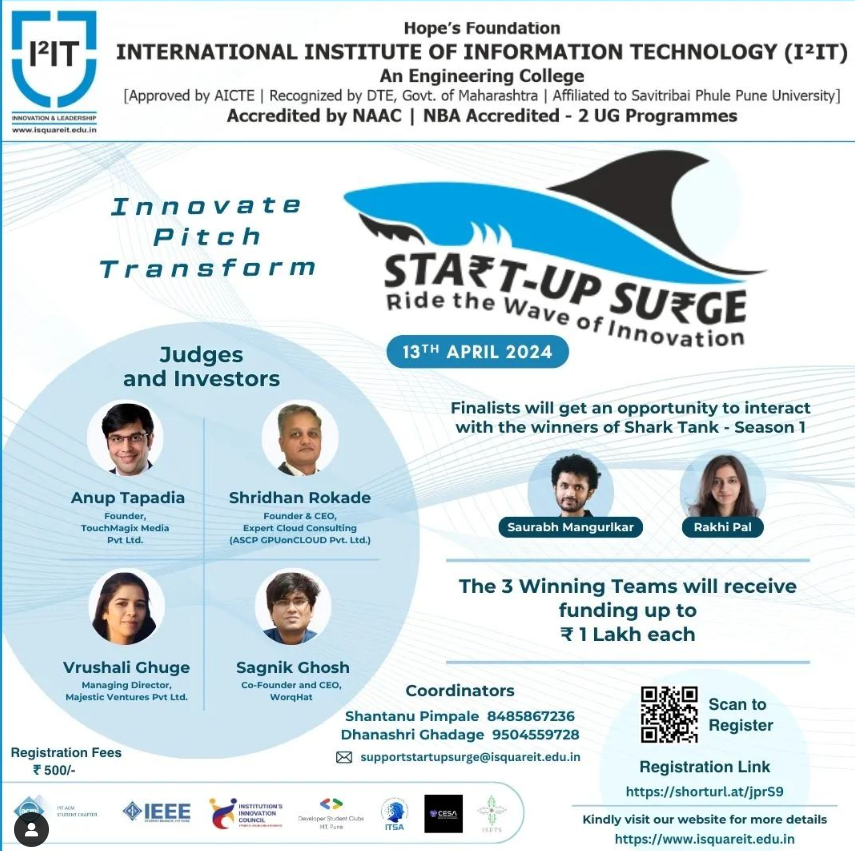 I²IT
INNOVATION & LEADERSHIP
www.isquareit.edu.in
Hope's Foundation
INTERNATIONAL INSTITUTE OF INFORMATION TECHNOLOGY (I²IT)
An Engineering College
[Approved by AICTE | Recognized by DTE, Govt. of Maharashtra | Affiliated to Savitribai Phule Pune University]
Accredited by NAAC | NBA Accredited - 2 UG Programmes
Innovate
Pitch
Transform
STA₹T-UP SU₹GE
Ride the Wave of Innovation
13TH APRIL 2024
Judges
and Investors
Anup Tapadia
Founder,
TouchMagix Media
Pvt Ltd.
Shridhan Rokade
Founder & CEO,
Expert Cloud Consulting
(ASCP GPUonCLOUD Pvt. Ltd.)
Vrushali Ghuge
Managing Director,
Majestic Ventures Pvt Ltd.
Sagnik Ghosh
Co-Founder and CEO,
WorqHat
Finalists will get an opportunity to interact
with the winners of Shark Tank - Season 1
Saurabh Mangurlkar
Rakhi Pal
The 3 Winning Teams will receive
funding up to
₹ 1 Lakh each
Coordinators
Shantanu Pimpale 8485867236
Dhanashri Ghadage 9504559728
supportstartupsurge@isquareit.edu.in
Scan to
Register
Registration Link
https://shorturl.at/jprS9
Kindly visit our website for more details
https://www.isquareit.edu.in
Registration Fees
₹ 500/-
acm
STUDENT CHAPTER
IEEE
INSTITUTION'S
INNOVATION
COUNCIL
Developer Student Clubs
ITSA
CESA